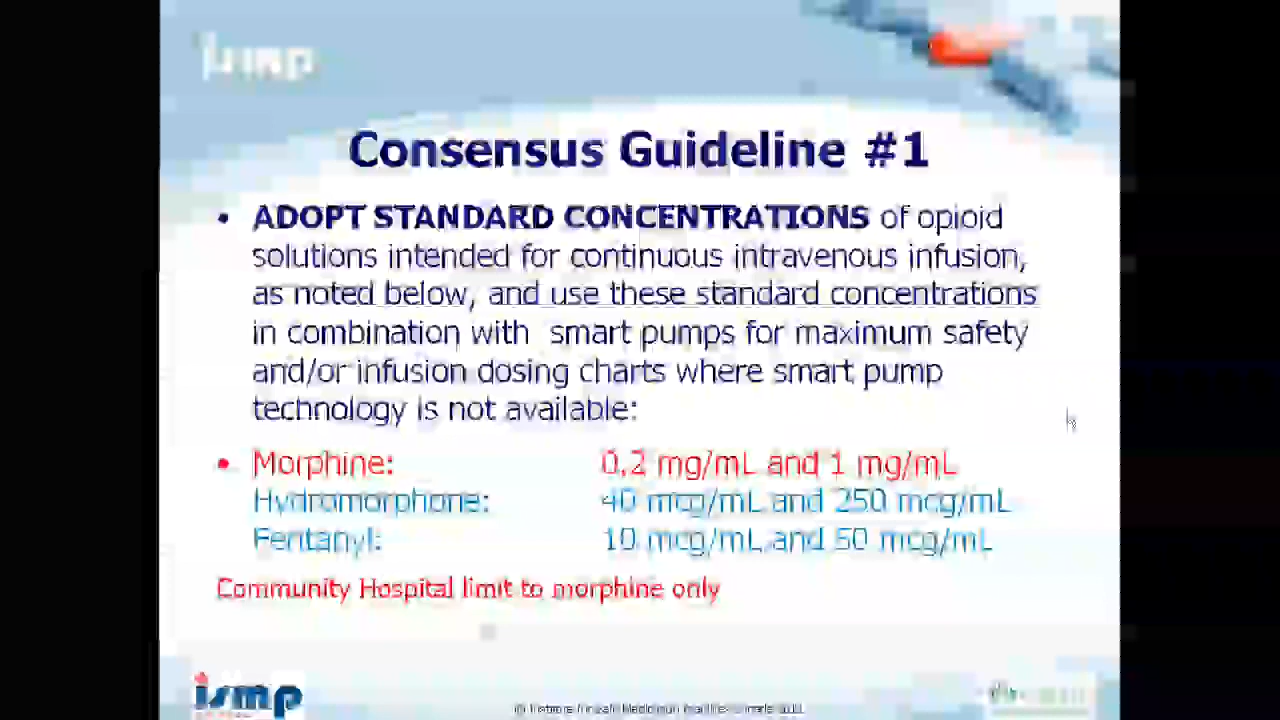 ismp
Consensus Guideline #1
• ADOPT STANDARD CONCENTRATIONS of opioid
solutions intended for continuous intravenous infusion,
as noted below, and use these standard concentrations
in combination with smart pumps for maximum safety
and/or infusion dosing charts where smart pump
technology is not available:
• Morphine: 0.2 mg/mL and 1 mg/mL
Hydromorphone: 40 mcg/mL and 250 mcg/mL
Fentanyl: 10 mcg/mL and 50 mcg/mL
Community Hospital limit to morphine only
ismp